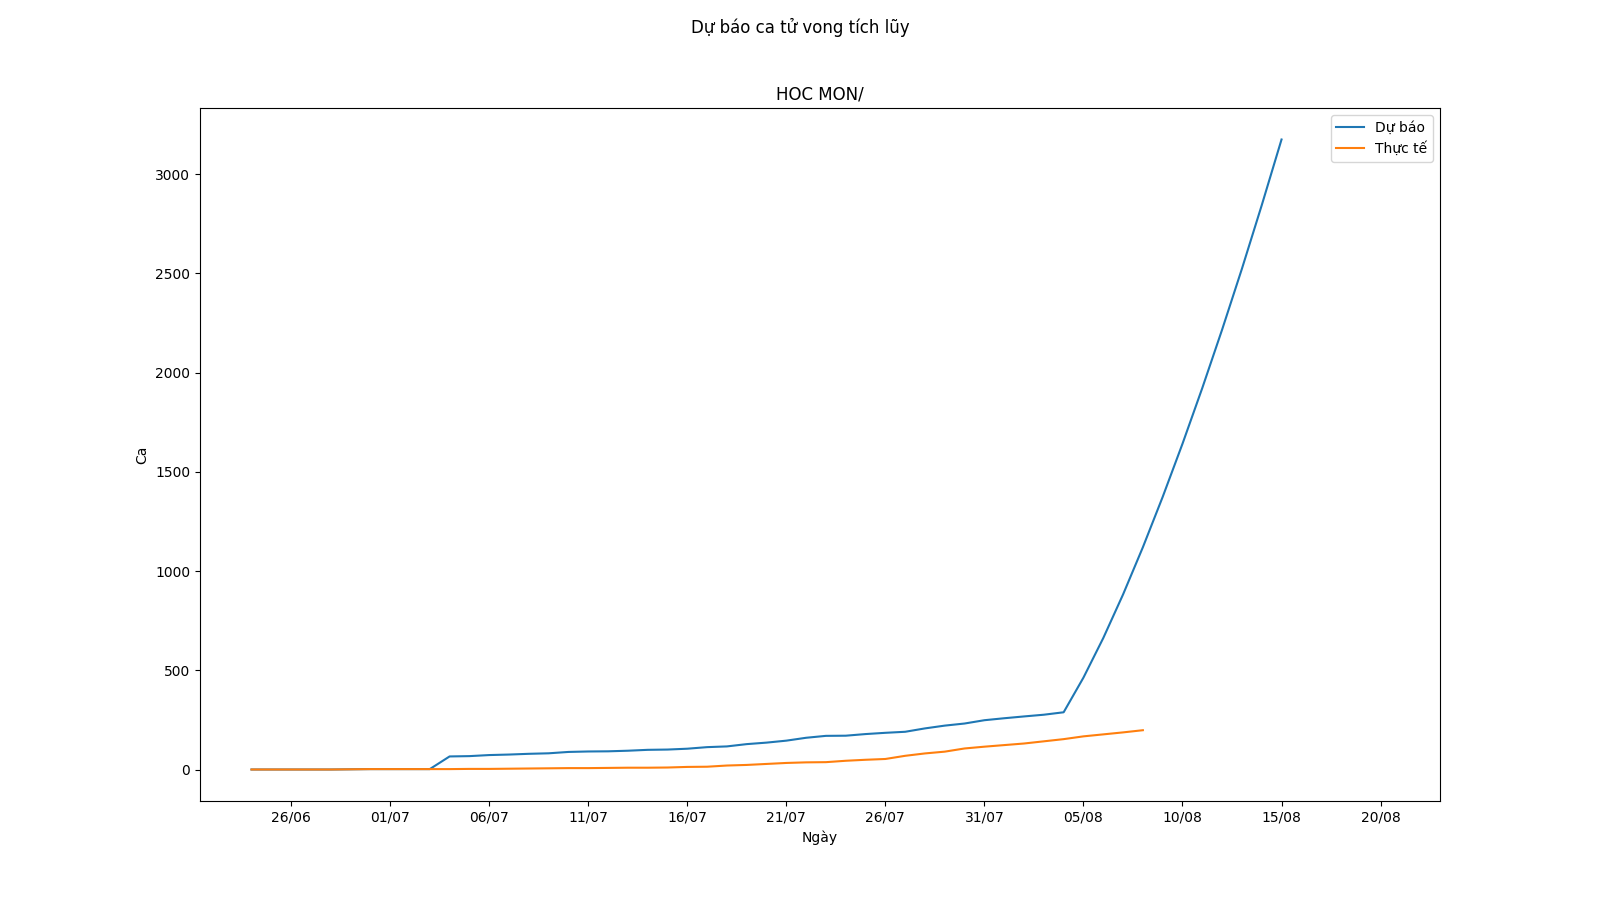 Dự báo ca tử vong tích lũy
HOC MON/
Dự báo
Thực tế
3000
2500
2000
1500
1000
500
0
Ca
26/06 01/07 06/07 11/07 16/07 21/07 26/07 31/07 05/08 10/08 15/08 20/08
Ngày